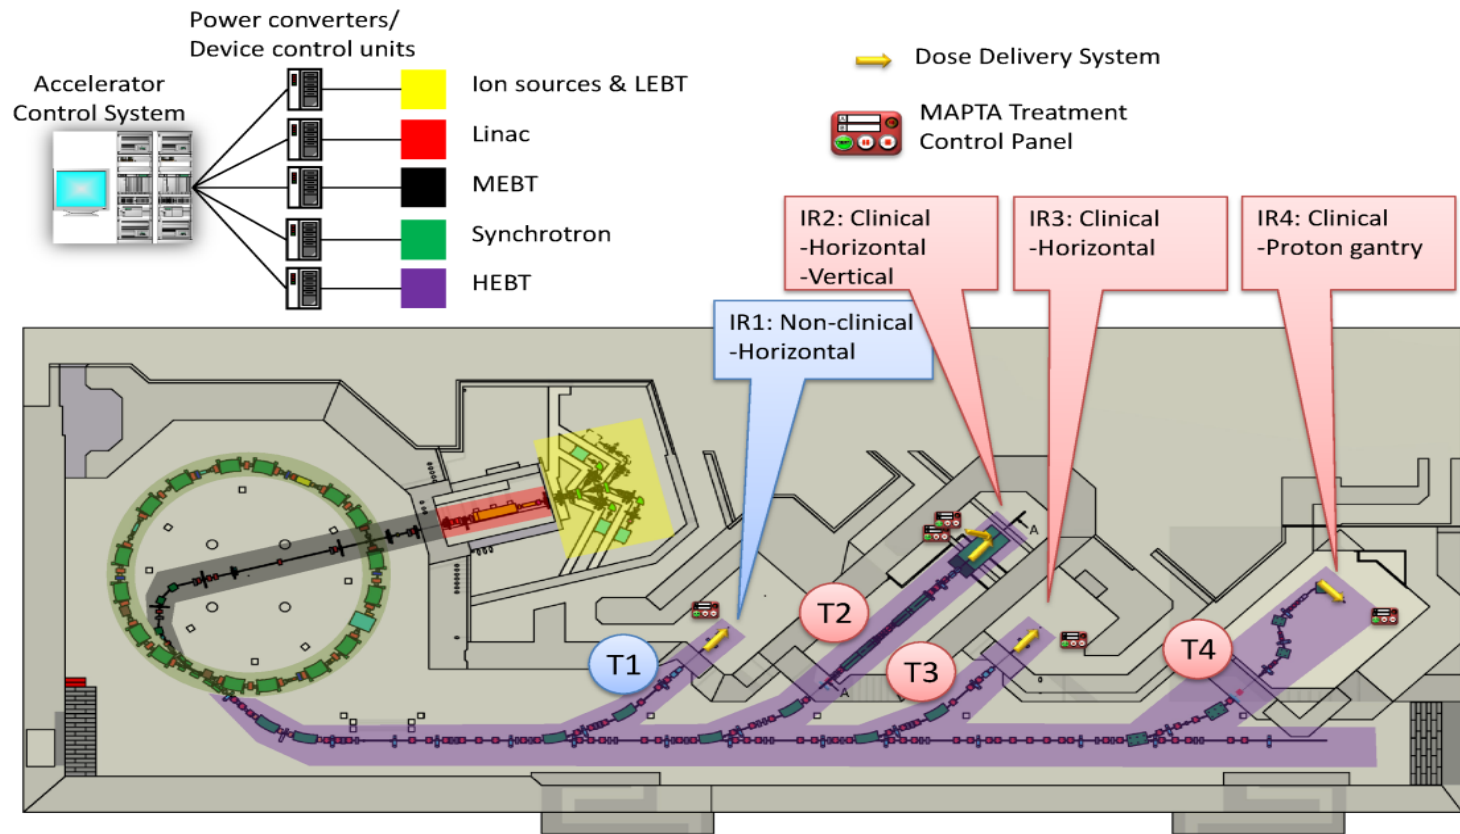 Power converters/
Device control units
Accelerator
Control System
Ion sources & LEBT
Linac
MEBT
Synchrotron
HEBT
Dose Delivery System
MAPTA Treatment
Control Panel
IR1: Non-clinical
-Horizontal
IR2: Clinical
-Horizontal
-Vertical
IR3: Clinical
-Horizontal
IR4: Clinical
-Proton gantry
A
T1
T2
T3
T4
A